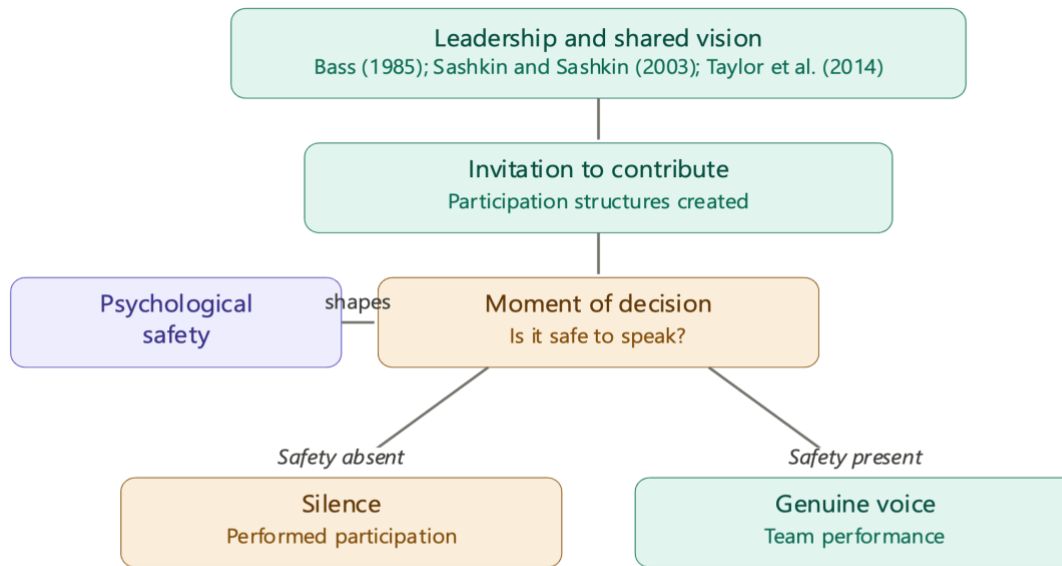 Leadership and shared vision
Bass (1985); Sashkin and Sashkin (2003); Taylor et al. (2014)
Invitation to contribute
Participation structures created
Psychological
safety
shapes
Moment of decision
Is it safe to speak?
Safety absent
Safety present
Silence
Performed participation
Genuine voice
Team performance